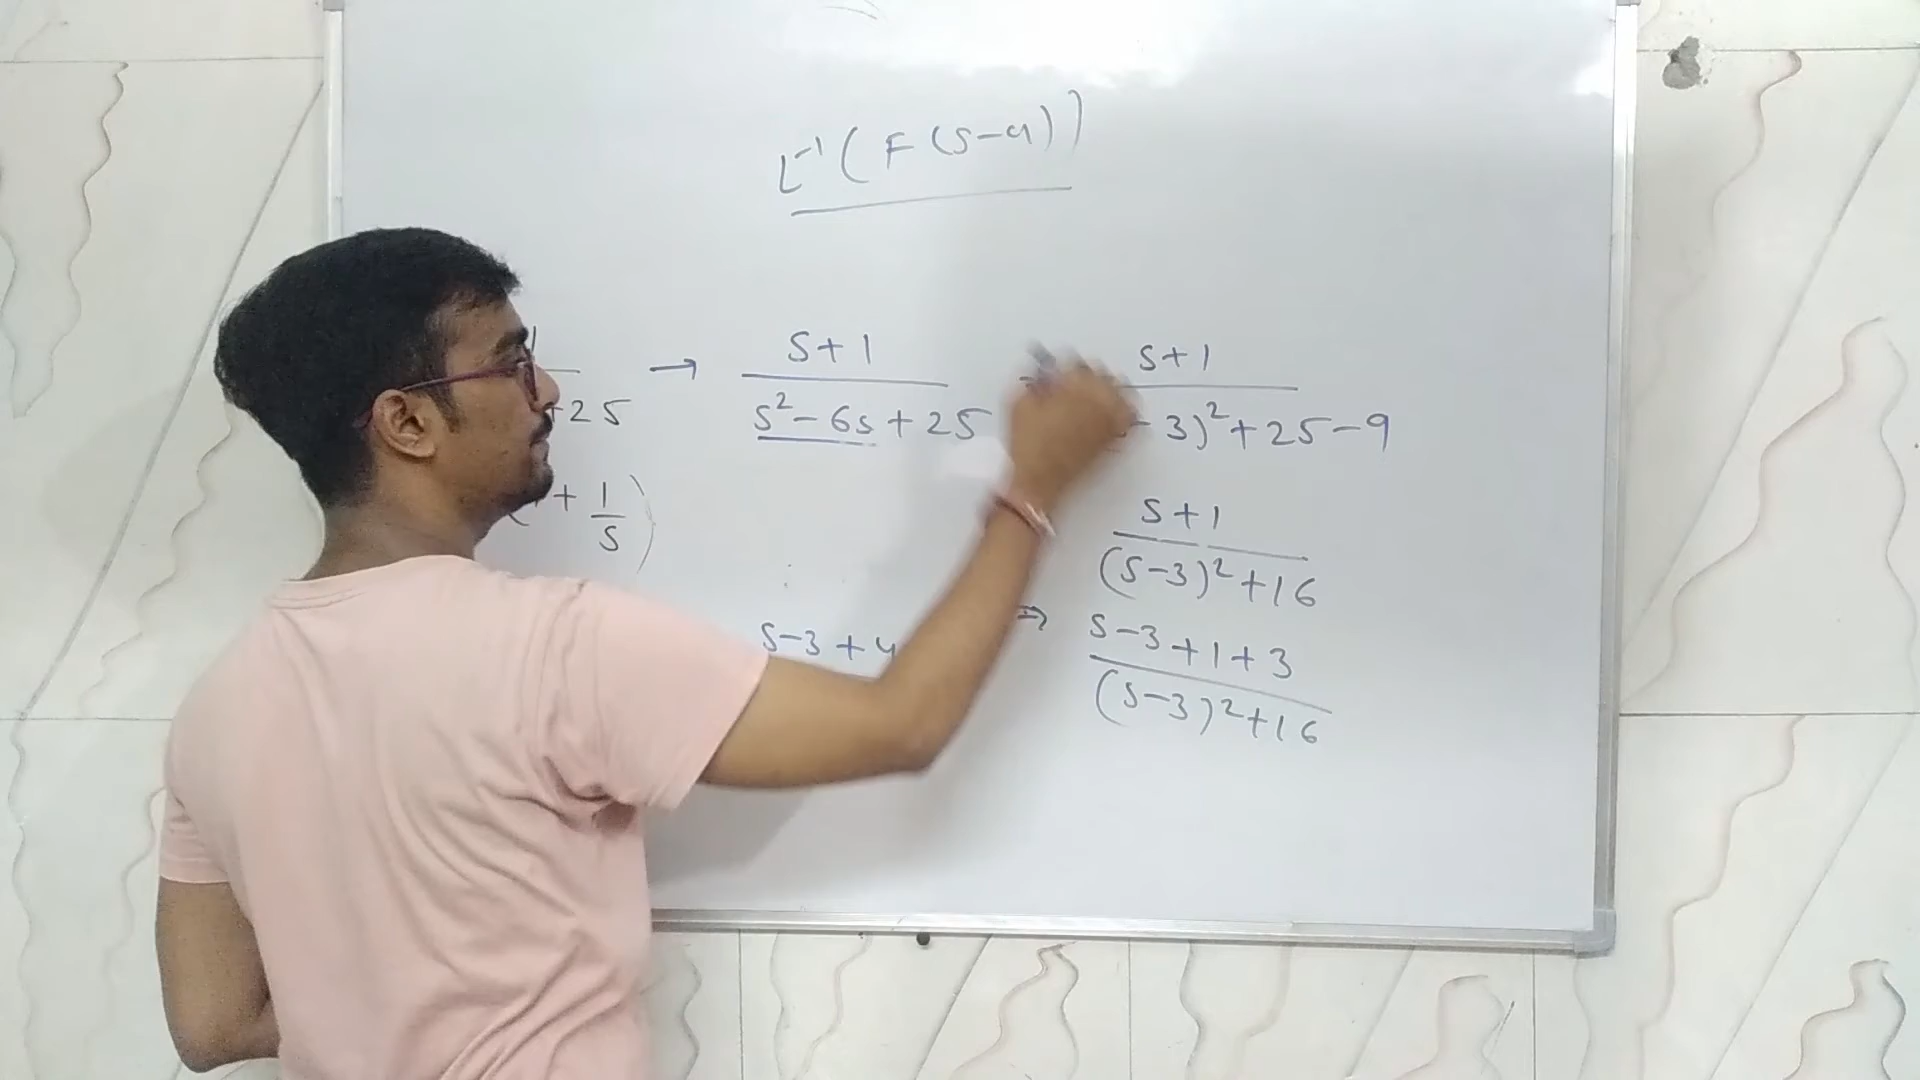 L⁻¹(F(s-a))
+25
+ 1/s)
→ s+1 / s²-6s+25
s+1 / -3)²+25-9
s+1 / (s-3)²+16
s-3+4
⇒ s-3+1+3 / (s-3)²+16